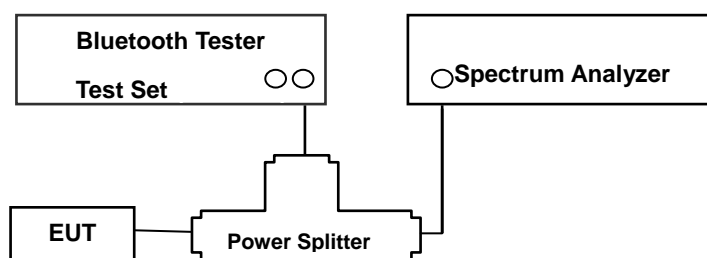 Bluetooth Tester
Test Set
Spectrum Analyzer
EUT
Power Splitter